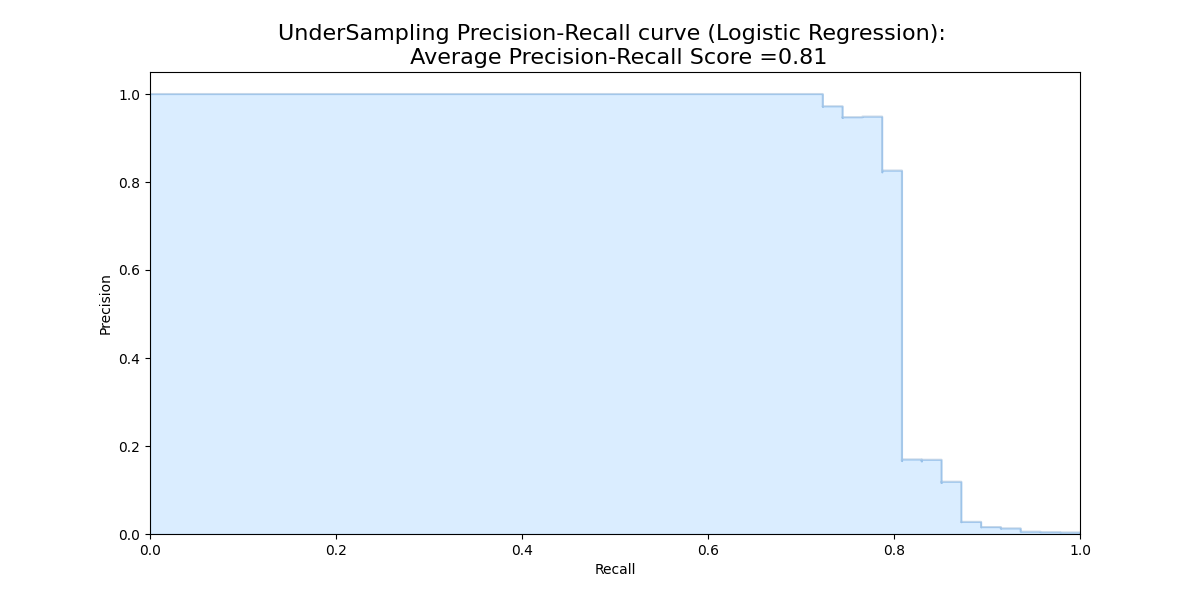 UnderSampling Precision-Recall curve (Logistic Regression):
Average Precision-Recall Score =0.81
1.0
0.8
0.6
0.4
0.2
0.0
Precision
0.0 0.2 0.4 0.6 0.8 1.0
Recall